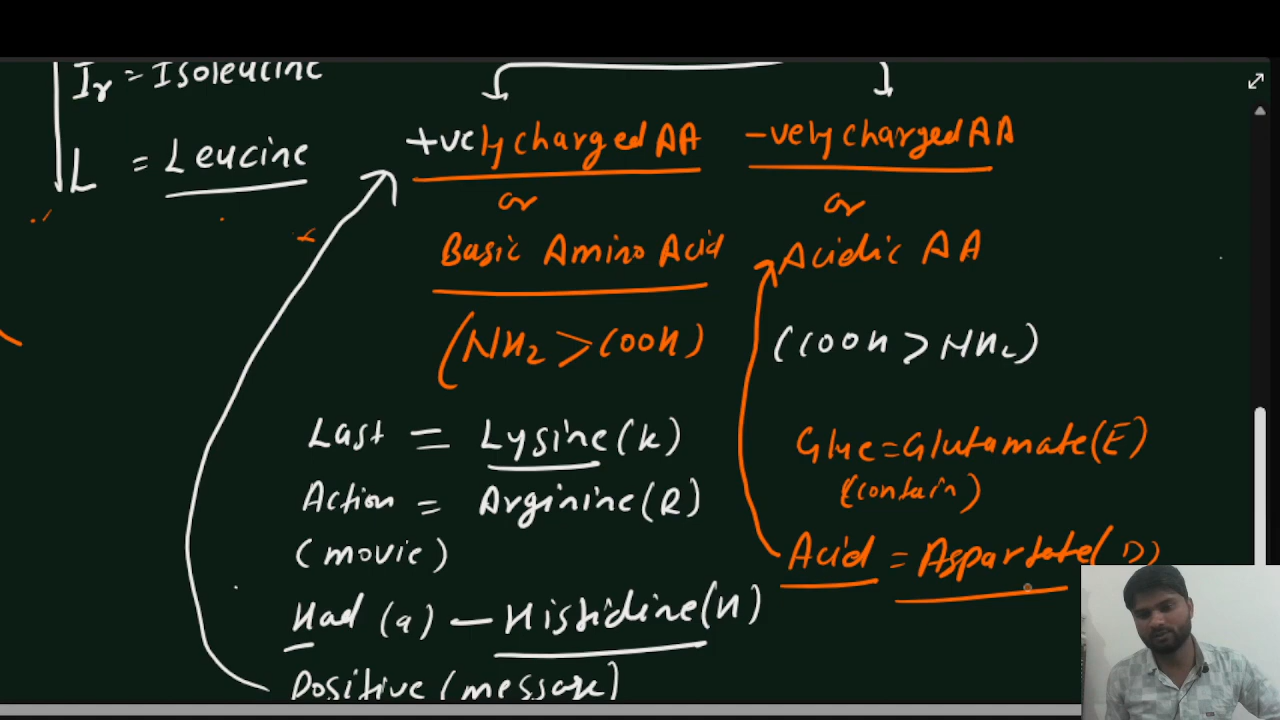 Ir = Isoleucine
L = Leucine
+vely charged AA
or
Basic Amino Acid
(NH2 > COOH)
Last = Lysine (K)
Action = Arginine (R)
(movie)
Had (a) - Histidine (H)
Positive (message)
-vely charged AA
or
Acidic AA
(COOH > NH2)
Glue = Glutamate (E)
(contain)
Acid = Aspartate (D)